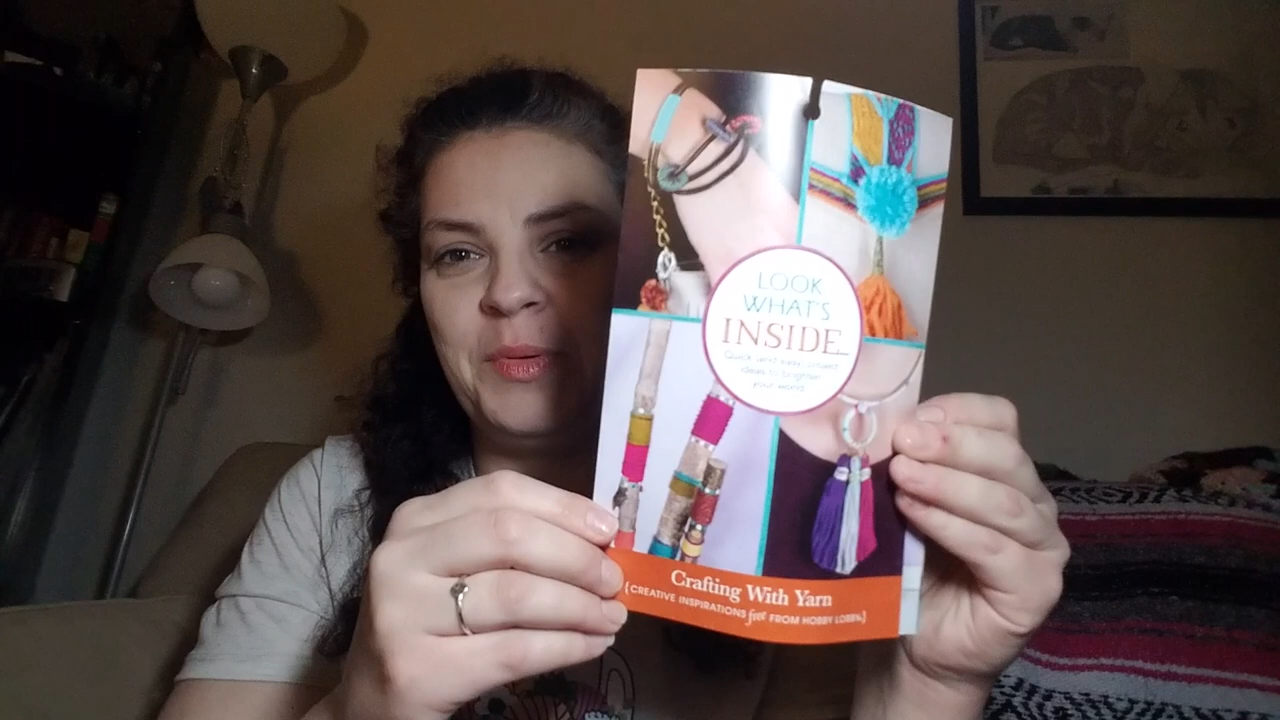 LOOK
WHAT'S
INSIDE...
Quick and easy project
ideas to brighten
your world
Crafting With Yarn
{CREATIVE INSPIRATIONS free FROM HOBBY LOBBY®}